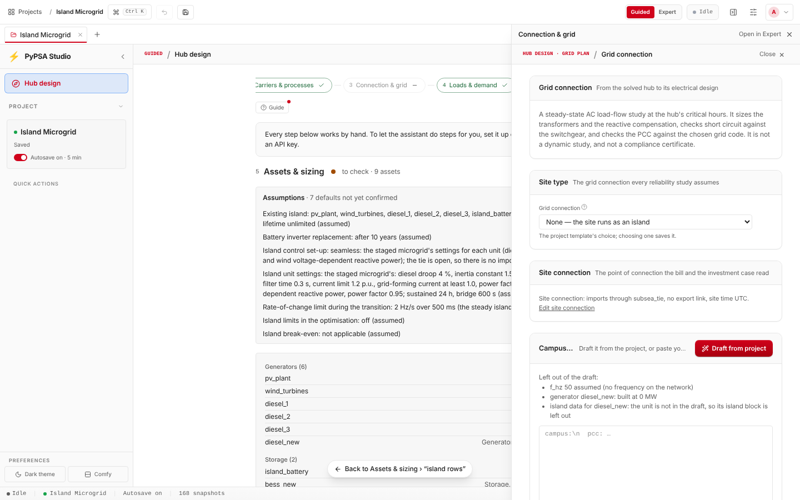 Projects / Island Microgrid Ctrl K
Guided Expert Idle A
Island Microgrid
PyPSA Studio
Hub design
PROJECT
Island Microgrid
Saved
Autosave on · 5 min
QUICK ACTIONS
PREFERENCES
Dark theme Comfy
GUIDED / Hub design
Carriers & processes 3 Connection & grid 4 Loads & demand
Guide
Every step below works by hand. To let the assistant do steps for you, set it up
an API key.
5 Assets & sizing to check · 9 assets
Assumptions · 7 defaults not yet confirmed
Existing island: pv_plant, wind_turbines, diesel_1, diesel_2, diesel_3, island_battery
lifetime unlimited (assumed)
Battery inverter replacement: after 10 years (assumed)
Island control set-up: seamless: the staged microgrid's settings for each unit
and wind voltage-dependent reactive power); the tie is open, so there is no
Island unit settings: the staged microgrid's: diesel droop 4 %, inertia constant
filter time 0.3 s, current limit 1.2 p.u., grid-forming current at least 1.0, power
dependent reactive power, power factor 0.95; sustained 24 h, bridge 600 s
Rate-of-change limit during the transition: 2 Hz/s over 500 ms (the steady
Island limits in the optimisation: off (assumed)
Island break-even: not applicable (assumed)
Generators (6)
pv_plant
wind_turbines
diesel_1
diesel_2
diesel_3
diesel_new
Storage (2)
island_battery
bess_new
← Back to Assets & sizing › "island rows"
Connection & grid Open in Expert
HUB DESIGN · GRID PLAN / Grid connection Close
Grid connection From the solved hub to its electrical design
A steady-state AC load-flow study at the hub's critical hours. It sizes the
transformers and the reactive compensation, checks short circuit against
the switchgear, and checks the PCC against the chosen grid code. It is not
a dynamic study, and not a compliance certificate.
Site type The grid connection every reliability study assumes
Grid connection
None — the site runs as an island
The project template's choice; choosing one saves it.
Site connection The point of connection the bill and the investment case read
Site connection: imports through subsea_tie, no export link, site time UTC.
Edit site connection
Campus… Draft it from the project, or paste yo… Draft from project
Left out of the draft:
• f_hz 50 assumed (no frequency on the network)
• generator diesel_new: built at 0 MW
• island data for diesel_new: the unit is not in the draft, so its island block is
left out
campus:\n pcc: …
Idle Island Microgrid Autosave on · 168 snapshots